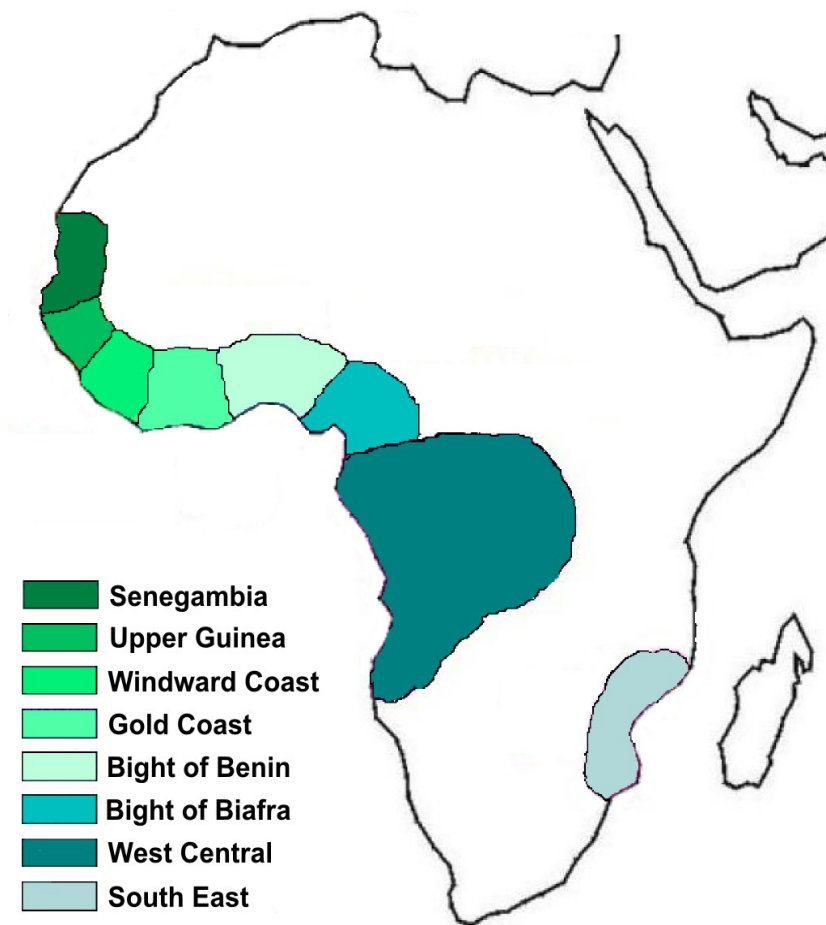 Senegambia
Upper Guinea
Windward Coast
Gold Coast
Bight of Benin
Bight of Biafra
West Central
South East